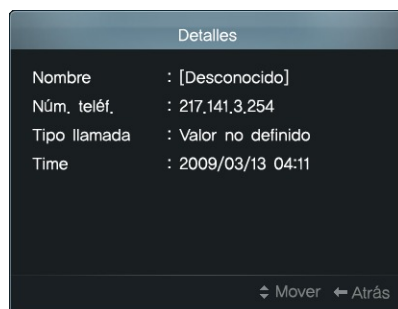 Detalles
Nombre : [Desconocido]
Núm. teléf. : 217.141.3.254
Tipo llamada : Valor no definido
Time : 2009/03/13 04:11
Mover Atrás